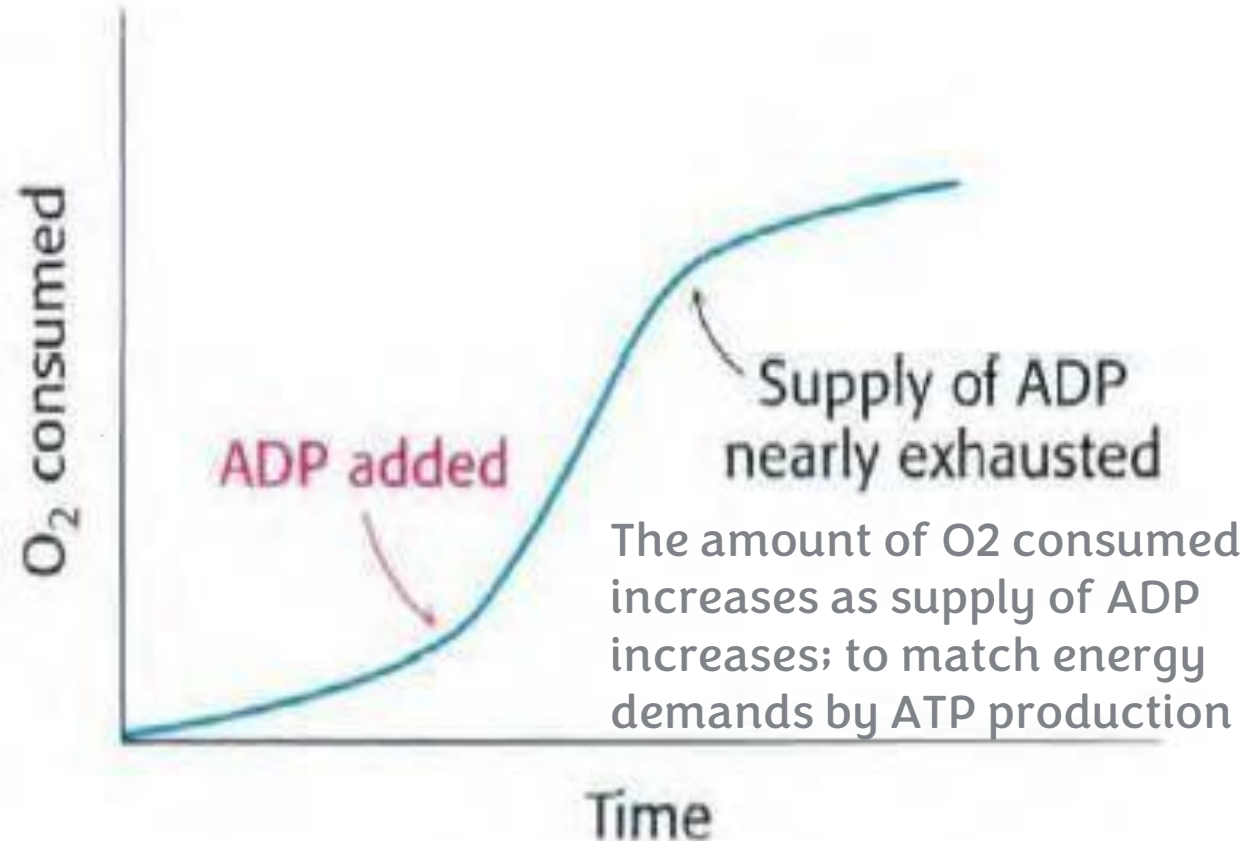 O₂ consumed
ADP added
Supply of ADP
nearly exhausted
The amount of O2 consumed
increases as supply of ADP
increases; to match energy
demands by ATP production
Time